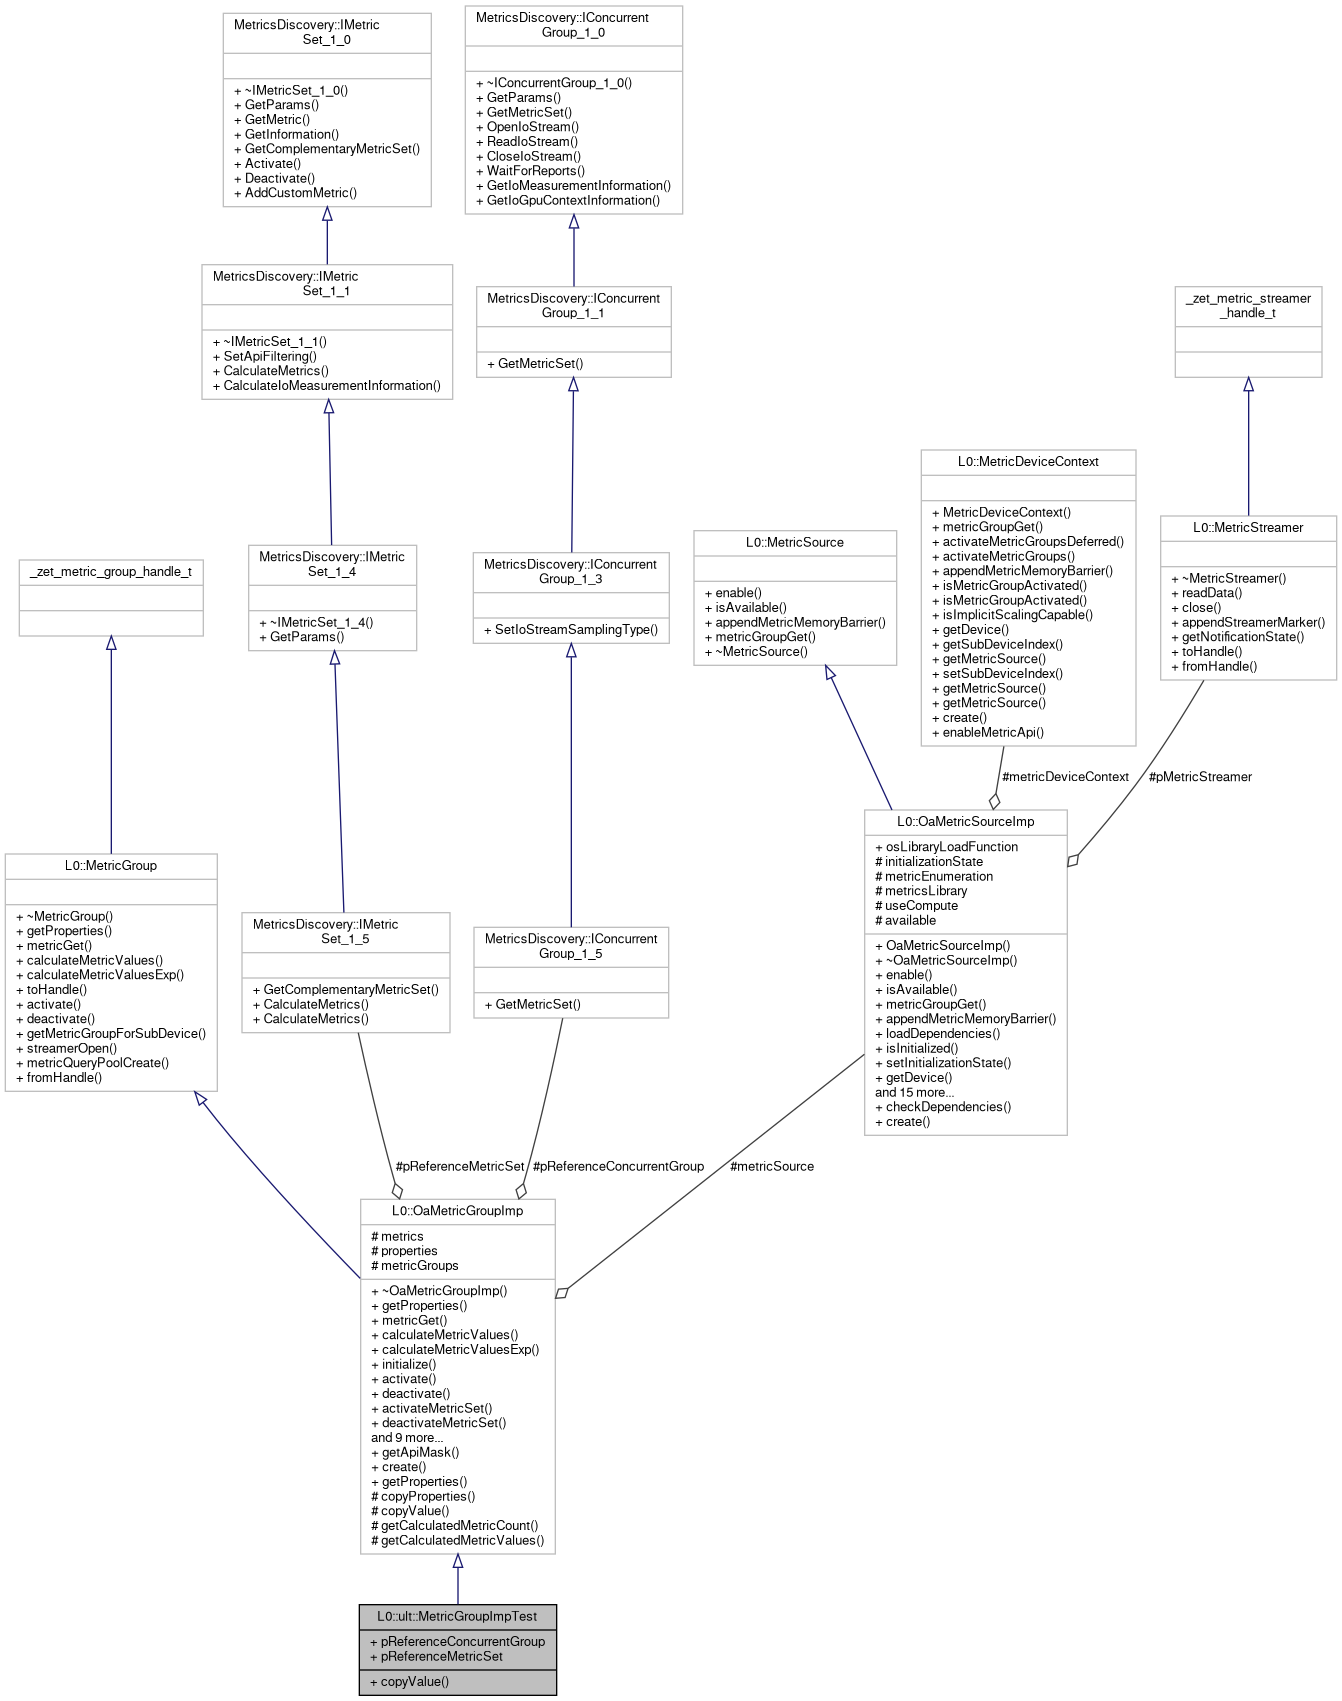 MetricsDiscovery::IMetric
Set_1_0
+ ~IMetricSet_1_0()
+ GetParams()
+ GetMetric()
+ GetInformation()
+ GetComplementaryMetricSet()
+ Activate()
+ Deactivate()
+ AddCustomMetric()
MetricsDiscovery::IConcurrent
Group_1_0
+ ~IConcurrentGroup_1_0()
+ GetParams()
+ GetMetricSet()
+ OpenIoStream()
+ ReadIoStream()
+ CloseIoStream()
+ WaitForReports()
+ GetIoMeasurementInformation()
+ GetIoGpuContextInformation()
MetricsDiscovery::IMetric
Set_1_1
+ ~IMetricSet_1_1()
+ SetApiFiltering()
+ CalculateMetrics()
+ CalculateIoMeasurementInformation()
MetricsDiscovery::IConcurrent
Group_1_1
+ GetMetricSet()
_zet_metric_streamer
_handle_t
L0::MetricDeviceContext
+ MetricDeviceContext()
+ metricGroupGet()
+ activateMetricGroupsDeferred()
+ activateMetricGroups()
+ appendMetricMemoryBarrier()
+ isMetricGroupActivated()
+ isMetricGroupActivated()
+ isImplicitScalingCapable()
+ getDevice()
+ getSubDeviceIndex()
+ getMetricSource()
+ setSubDeviceIndex()
+ getMetricSource()
+ getMetricSource()
+ create()
+ enableMetricApi()
L0::MetricStreamer
+ ~MetricStreamer()
+ readData()
+ close()
+ appendStreamerMarker()
+ getNotificationState()
+ toHandle()
+ fromHandle()
L0::MetricSource
+ enable()
+ isAvailable()
+ appendMetricMemoryBarrier()
+ metricGroupGet()
+ ~MetricSource()
MetricsDiscovery::IMetric
Set_1_4
+ ~IMetricSet_1_4()
+ GetParams()
MetricsDiscovery::IConcurrent
Group_1_3
+ SetIoStreamSamplingType()
_zet_metric_group_handle_t
#metricDeviceContext
#pMetricStreamer
L0::OaMetricSourceImp
+ osLibraryLoadFunction
# initializationState
# metricEnumeration
# metricsLibrary
# useCompute
# available
+ OaMetricSourceImp()
+ ~OaMetricSourceImp()
+ enable()
+ isAvailable()
+ metricGroupGet()
+ appendMetricMemoryBarrier()
+ loadDependencies()
+ isInitialized()
+ setInitializationState()
+ getDevice()
and 15 more...
+ checkDependencies()
+ create()
L0::MetricGroup
+ ~MetricGroup()
+ getProperties()
+ metricGet()
+ calculateMetricValues()
+ calculateMetricValuesExp()
+ toHandle()
+ activate()
+ deactivate()
+ getMetricGroupForSubDevice()
+ streamerOpen()
+ metricQueryPoolCreate()
+ fromHandle()
MetricsDiscovery::IMetric
Set_1_5
+ GetComplementaryMetricSet()
+ CalculateMetrics()
+ CalculateMetrics()
MetricsDiscovery::IConcurrent
Group_1_5
+ GetMetricSet()
#pReferenceMetricSet
#pReferenceConcurrentGroup
#metricSource
L0::OaMetricGroupImp
# metrics
# properties
# metricGroups
+ ~OaMetricGroupImp()
+ getProperties()
+ metricGet()
+ calculateMetricValues()
+ calculateMetricValuesExp()
+ initialize()
+ activate()
+ deactivate()
+ activateMetricSet()
+ deactivateMetricSet()
and 9 more...
+ getApiMask()
+ create()
+ getProperties()
# copyProperties()
# copyValue()
# getCalculatedMetricCount()
# getCalculatedMetricValues()
L0::ult::MetricGroupImpTest
+ pReferenceConcurrentGroup
+ pReferenceMetricSet
+ copyValue()